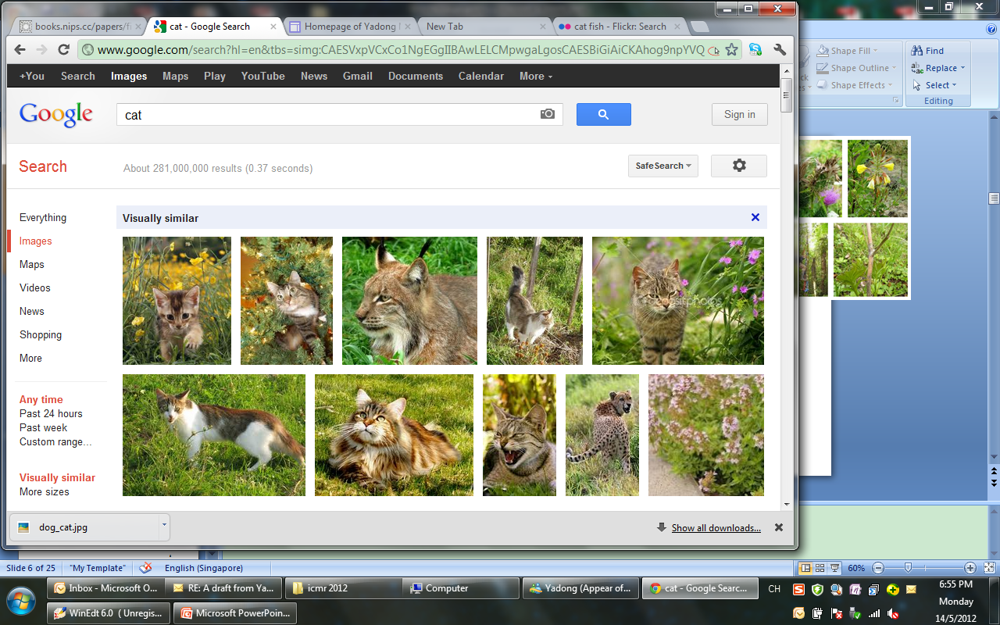 books.nips.cc/papers/fi
cat - Google Search
Homepage of Yadong
New Tab
cat fish - Flickr: Search
www.google.com/search?hl=en&tbs=simg:CAESVxpVCxCo1NgEGgIIBAwLELCMpwgaLgosCAESBiGiAiCKAhog9npYVQ
+You Search Images Maps Play YouTube News Gmail Documents Calendar More
Google
cat
Sign in
Search
About 281,000,000 results (0.37 seconds)
SafeSearch
Everything
Images
Maps
Videos
News
Shopping
More
Any time
Past 24 hours
Past week
Custom range...
Visually similar
More sizes
Visually similar
depositphotos
dog_cat.jpg
Show all downloads...
Shape Fill
Shape Outline
Shape Effects
Find
Replace
Select
Editing
Slide 6 of 25
"My Template"
English (Singapore)
60%
Inbox - Microsoft O...
RE: A draft from Ya...
icmr 2012
Computer
Yadong (Appear of...
cat - Google Searc...
WinEdt 6.0 ( Unregis...
Microsoft PowerPoin...
CH
6:55 PM
Monday
14/5/2012